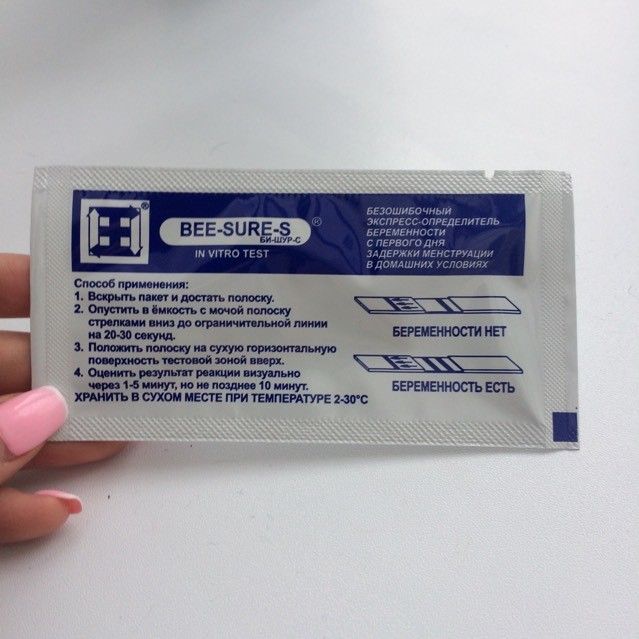 BEE-SURE-S
®
®
БИ-ШУР-С
IN VITRO TEST
БЕЗОШИБОЧНЫЙ
ЭКСПРЕСС-ОПРЕДЕЛИТЕЛЬ
БЕРЕМЕННОСТИ
С ПЕРВОГО ДНЯ
ЗАДЕРЖКИ МЕНСТРУАЦИИ
В ДОМАШНИХ УСЛОВИЯХ
Способ применения:
1. Вскрыть пакет и достать полоску.
2. Опустить в ёмкость с мочой полоску
стрелками вниз до ограничительной линии
на 20-30 секунд.
3. Положить полоску на сухую горизонтальную
поверхность тестовой зоной вверх.
4. Оценить результат реакции визуально
через 1-5 минут, но не позднее 10 минут.
ХРАНИТЬ В СУХОМ МЕСТЕ ПРИ ТЕМПЕРАТУРЕ 2-30°С
БЕРЕМЕННОСТИ НЕТ
БЕРЕМЕННОСТЬ ЕСТЬ